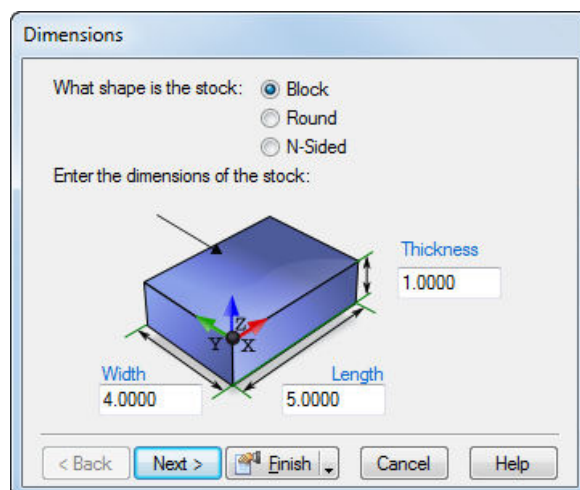 Dimensions
What shape is the stock:
Block
Round
N-Sided
Enter the dimensions of the stock:
Thickness
1.0000
Z
Y X
Width Length
4.0000 5.0000
< Back Next > Finish Cancel Help